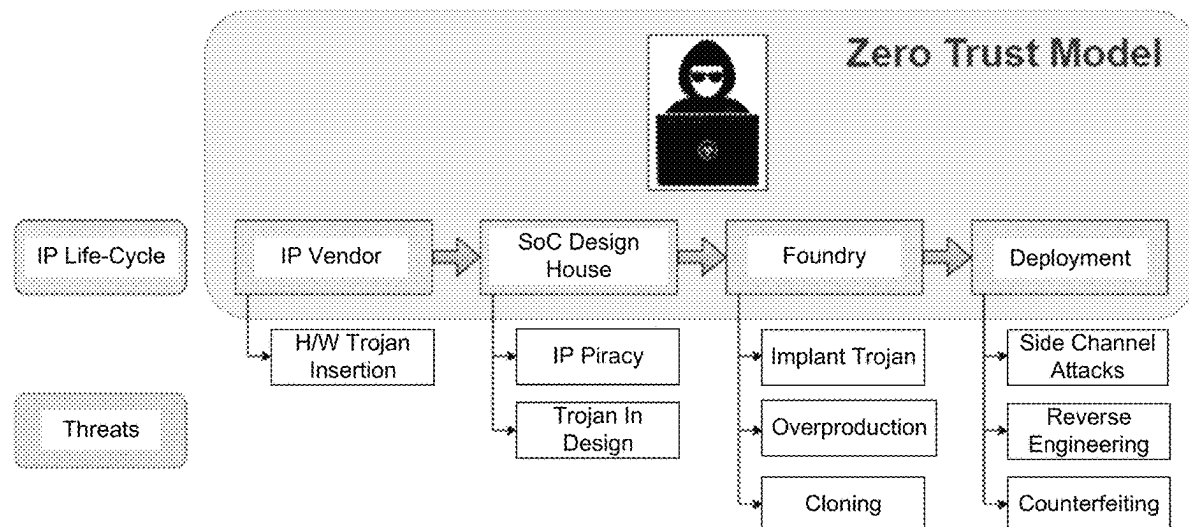 Zero Trust Model
IP Life-Cycle
IP Vendor
SoC Design
House
Foundry
Deployment
Threats
H/W Trojan
Insertion
IP Piracy
Trojan In
Design
Implant Trojan
Overproduction
Cloning
Side Channel
Attacks
Reverse
Engineering
Counterfeiting